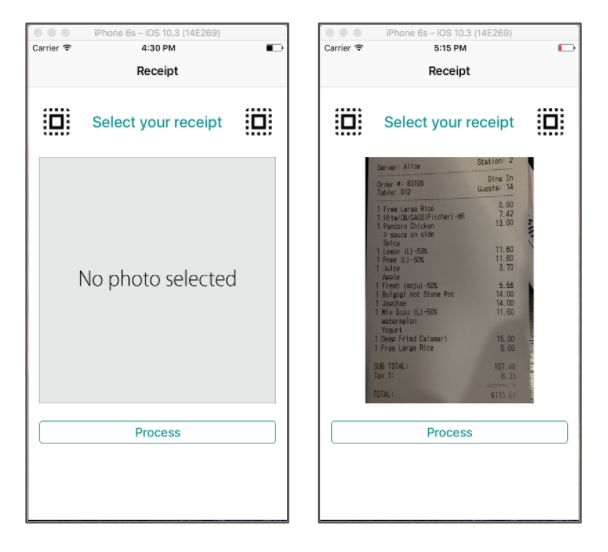 iPhone 6s – iOS 10.3 (14E269)
Carrier 4:30 PM
Receipt
Select your receipt
No photo selected
Process
iPhone 6s – iOS 10.3 (14E269)
Carrier 5:15 PM
Receipt
Select your receipt
Server: Alice Station: 2
Order #: 63195 Dine In
Table: B12 Guests: 14
1 Free Large Rice 0.00
1 Hite/OB/CASS(Pitcher)-HR 7.42
1 Popcorn Chicken 13.00
> sauce on side
Spicy
1 Lemon (L)-50% 11.60
1 Pome (L)-50% 11.60
1 Juice 3.70
Apple
1 Fresh (soju)-50% 5.56
1 Bulgogi Hot Stone Pot 14.00
1 Japchae 14.00
1 Mix Soju (L)-50% 11.60
watermelon
Yogurt
1 Deep Fried Calamari 15.00
1 Free Large Rice 0.00
SUB TOTAL: 107.48
Tax 1: 8.33
TOTAL: $115.81
Process